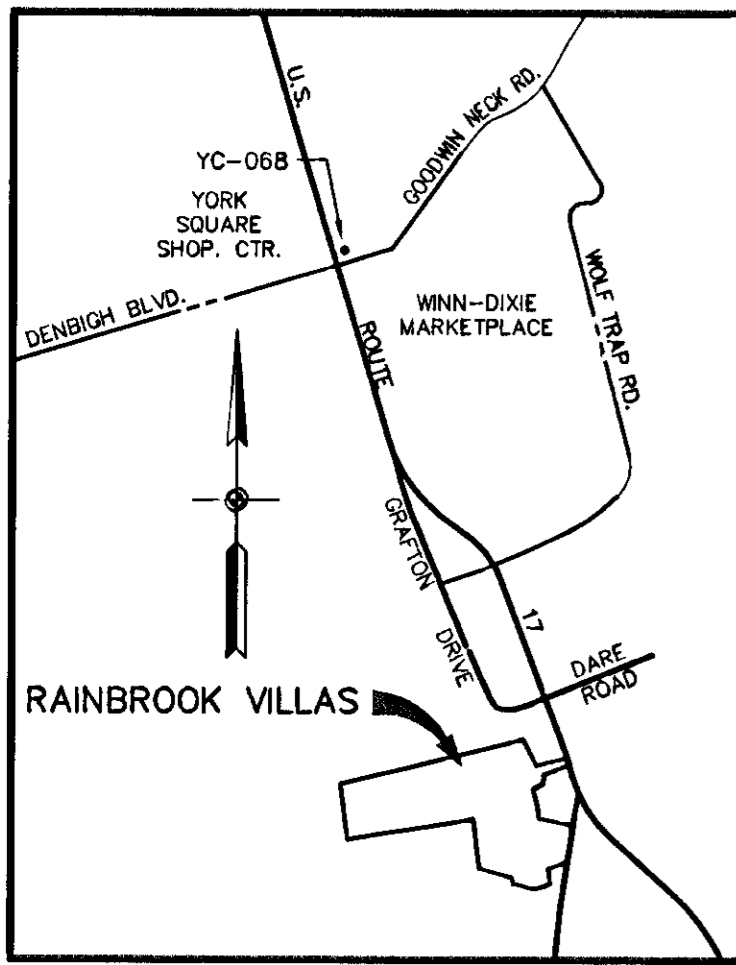 U.S.
GOODWIN NECK RD.
YC-06B
YORK
SQUARE
SHOP. CTR.
DENBIGH BLVD.
WINN-DIXIE
MARKETPLACE
WOLF TRAP RD.
ROUTE
GRAFTON
DRIVE
17
DARE
ROAD
RAINBROOK VILLAS